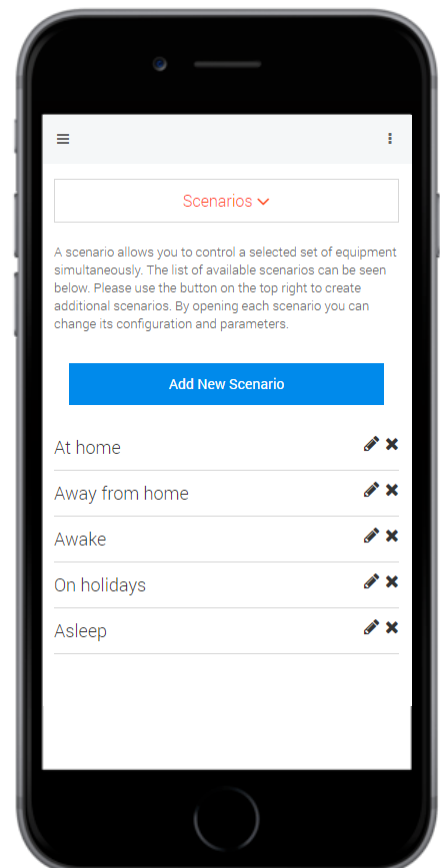 Scenarios
A scenario allows you to control a selected set of equipment
simultaneously. The list of available scenarios can be seen
below. Please use the button on the top right to create
additional scenarios. By opening each scenario you can
change its configuration and parameters.
Add New Scenario
At home
Away from home
Awake
On holidays
Asleep